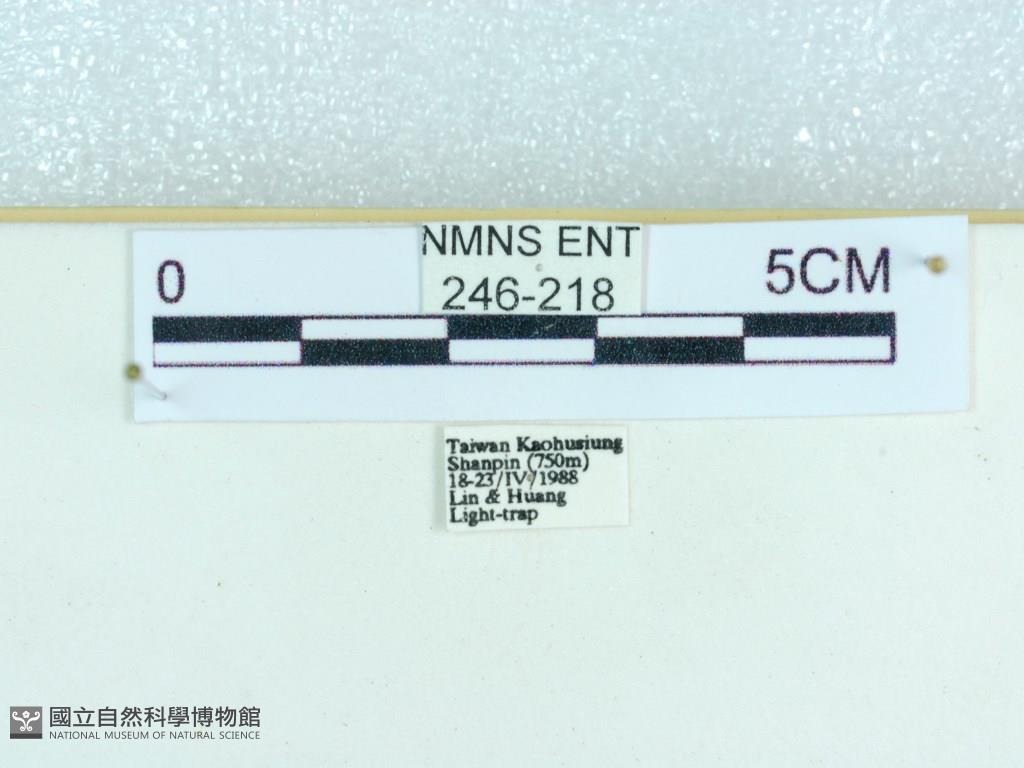 NMNS ENT
246-218
0
5CM
Taiwan Kaohusiung
Shanpin (750m)
18-23/IV/1988
Lin & Huang
Light-trap
國立自然科學博物館
NATIONAL MUSEUM OF NATURAL SCIENCE